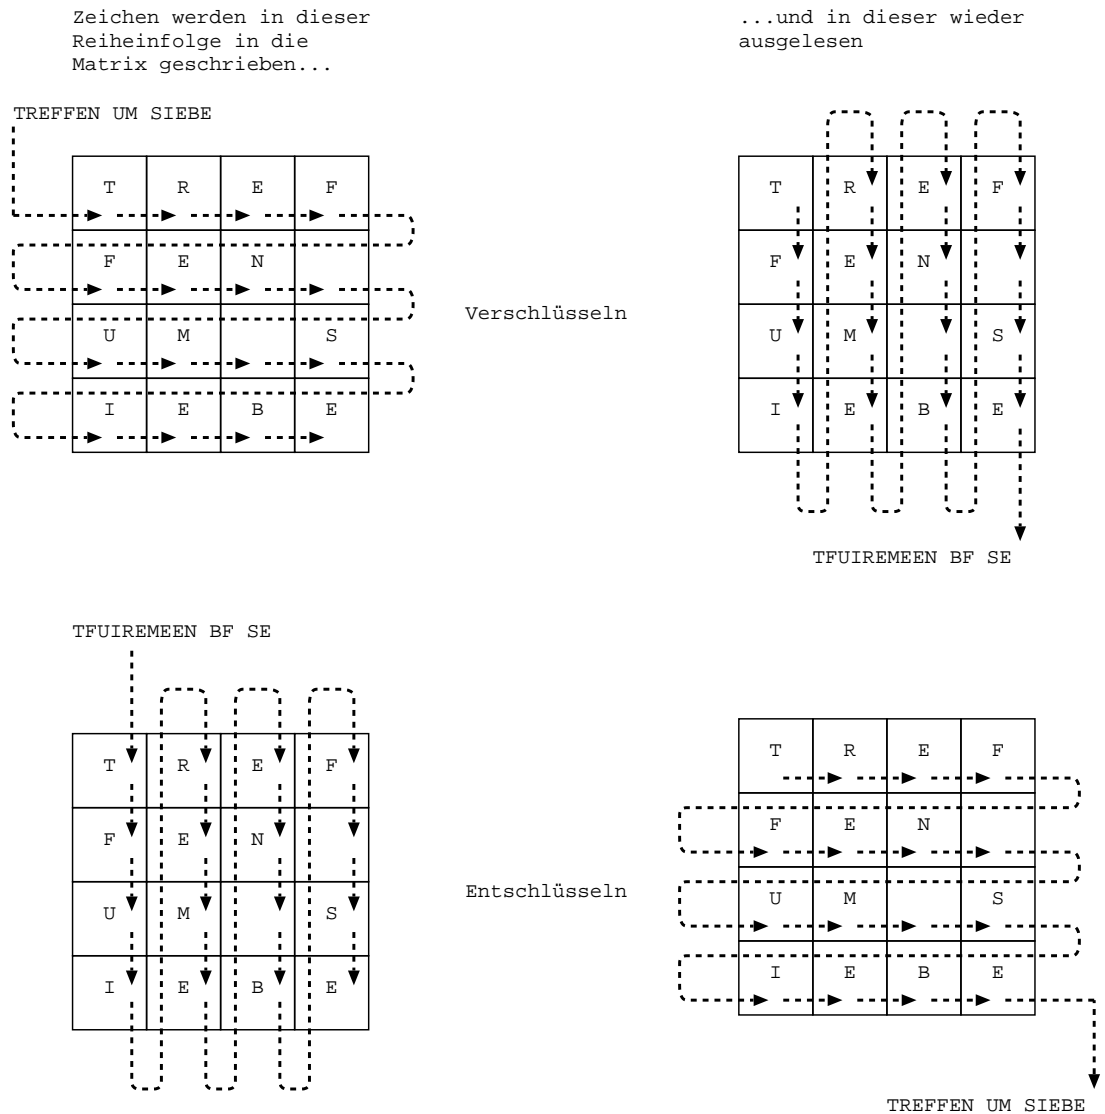 Zeichen werden in dieser
Reiheinfolge in die
Matrix geschrieben...
...und in dieser wieder
ausgelesen
TREFFEN UM SIEBE
T R E F
F E N
U M S
I E B E
Verschlüsseln
T R E F
F E N
U M S
I E B E
TFUIREMEEN BF SE
TFUIREMEEN BF SE
T R E F
F E N
U M S
I E B E
Entschlüsseln
T R E F
F E N
U M S
I E B E
TREFFEN UM SIEBE